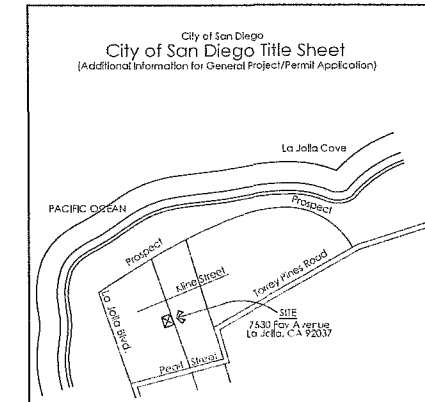 City of San Diego
City of San Diego Title Sheet
(Additional Information for General Project/Permit Application)
La Jolla Cove
PACIFIC OCEAN
Prospect
Prospect
Kline Street
Torrey Pines Road
La Jolla Blvd.
SITE
7630 Fay Avenue
La Jolla, CA 92037
Pearl Street